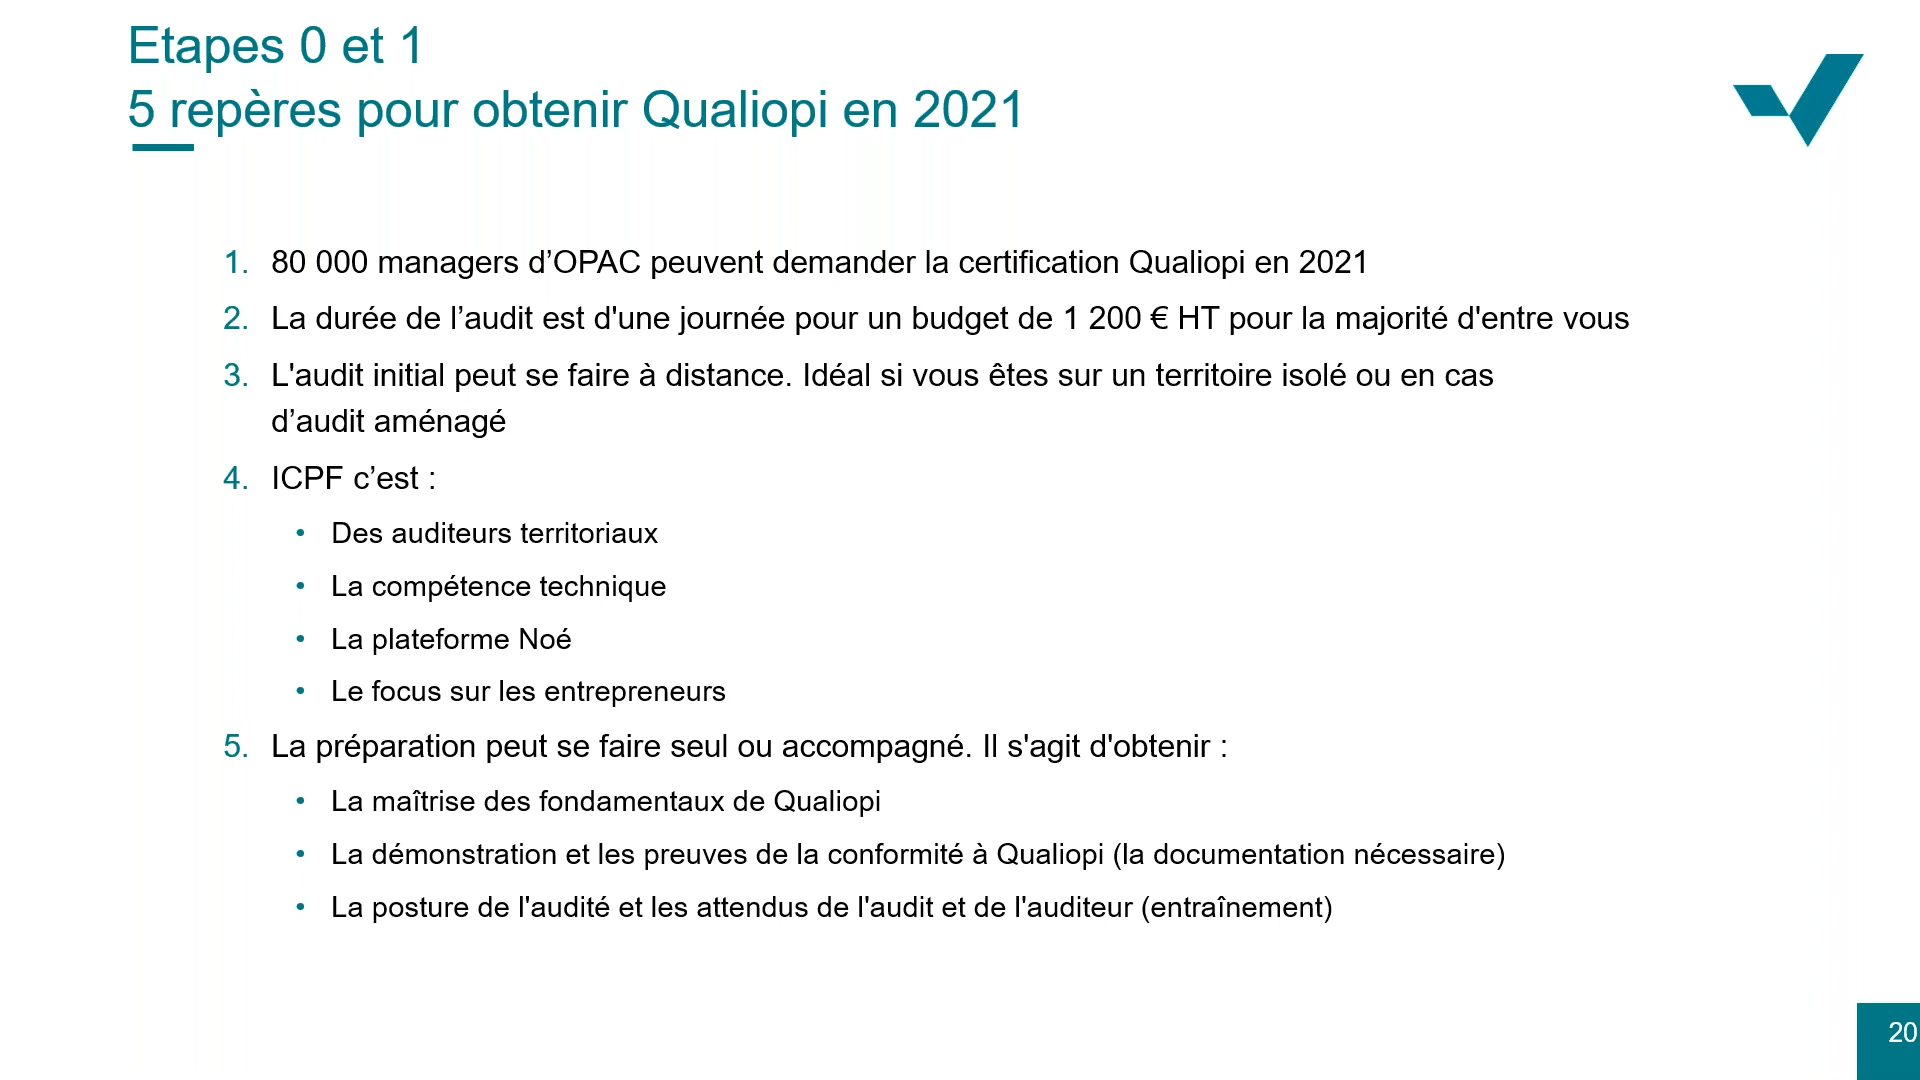 Etapes 0 et 1
5 repères pour obtenir Qualiopi en 2021
1. 80 000 managers d’OPAC peuvent demander la certification Qualiopi en 2021
2. La durée de l’audit est d'une journée pour un budget de 1 200 € HT pour la majorité d'entre vous
3. L'audit initial peut se faire à distance. Idéal si vous êtes sur un territoire isolé ou en cas
d’audit aménagé
4. ICPF c’est :
• Des auditeurs territoriaux
• La compétence technique
• La plateforme Noé
• Le focus sur les entrepreneurs
5. La préparation peut se faire seul ou accompagné. Il s'agit d'obtenir :
• La maîtrise des fondamentaux de Qualiopi
• La démonstration et les preuves de la conformité à Qualiopi (la documentation nécessaire)
• La posture de l'audité et les attendus de l'audit et de l'auditeur (entraînement)
20